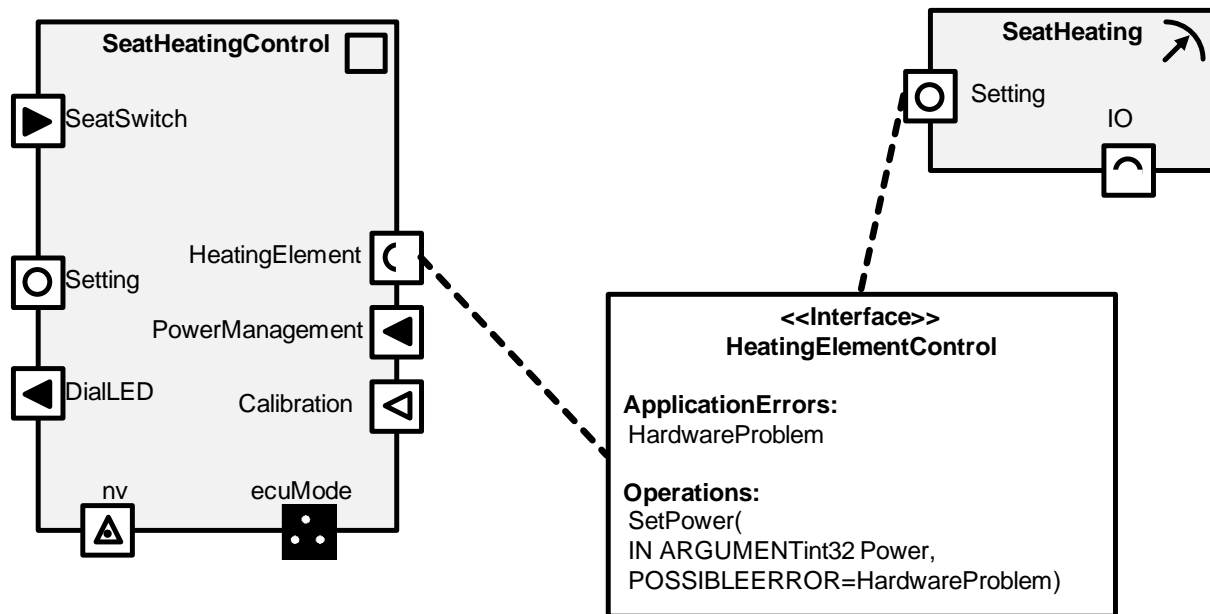 SeatHeatingControl
SeatSwitch
Setting
DialLED
HeatingElement
PowerManagement
Calibration
nv
ecuMode
SeatHeating
Setting
IO
<<Interface>>
HeatingElementControl
ApplicationErrors:
HardwareProblem
Operations:
SetPower(
IN ARGUMENTint32 Power,
POSSIBLEERROR=HardwareProblem)